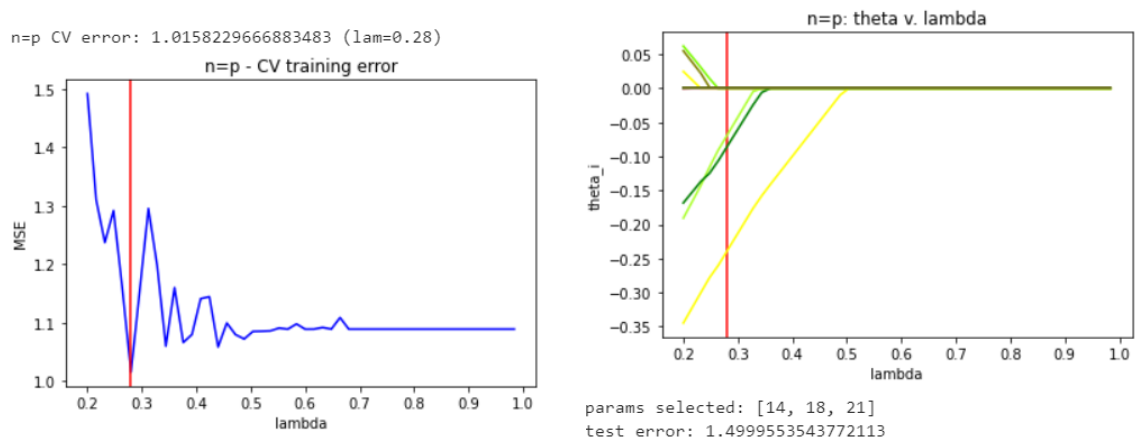 n=p CV error: 1.0158229666883483 (lam=0.28)
n=p - CV training error
1.5
1.4
1.3
1.2
1.1
1.0
MSE
0.2 0.3 0.4 0.5 0.6 0.7 0.8 0.9 1.0
lambda
n=p: theta v. lambda
0.05
0.00
−0.05
−0.10
−0.15
−0.20
−0.25
−0.30
−0.35
theta_i
0.2 0.3 0.4 0.5 0.6 0.7 0.8 0.9 1.0
lambda
params selected: [14, 18, 21]
test error: 1.4999553543772113